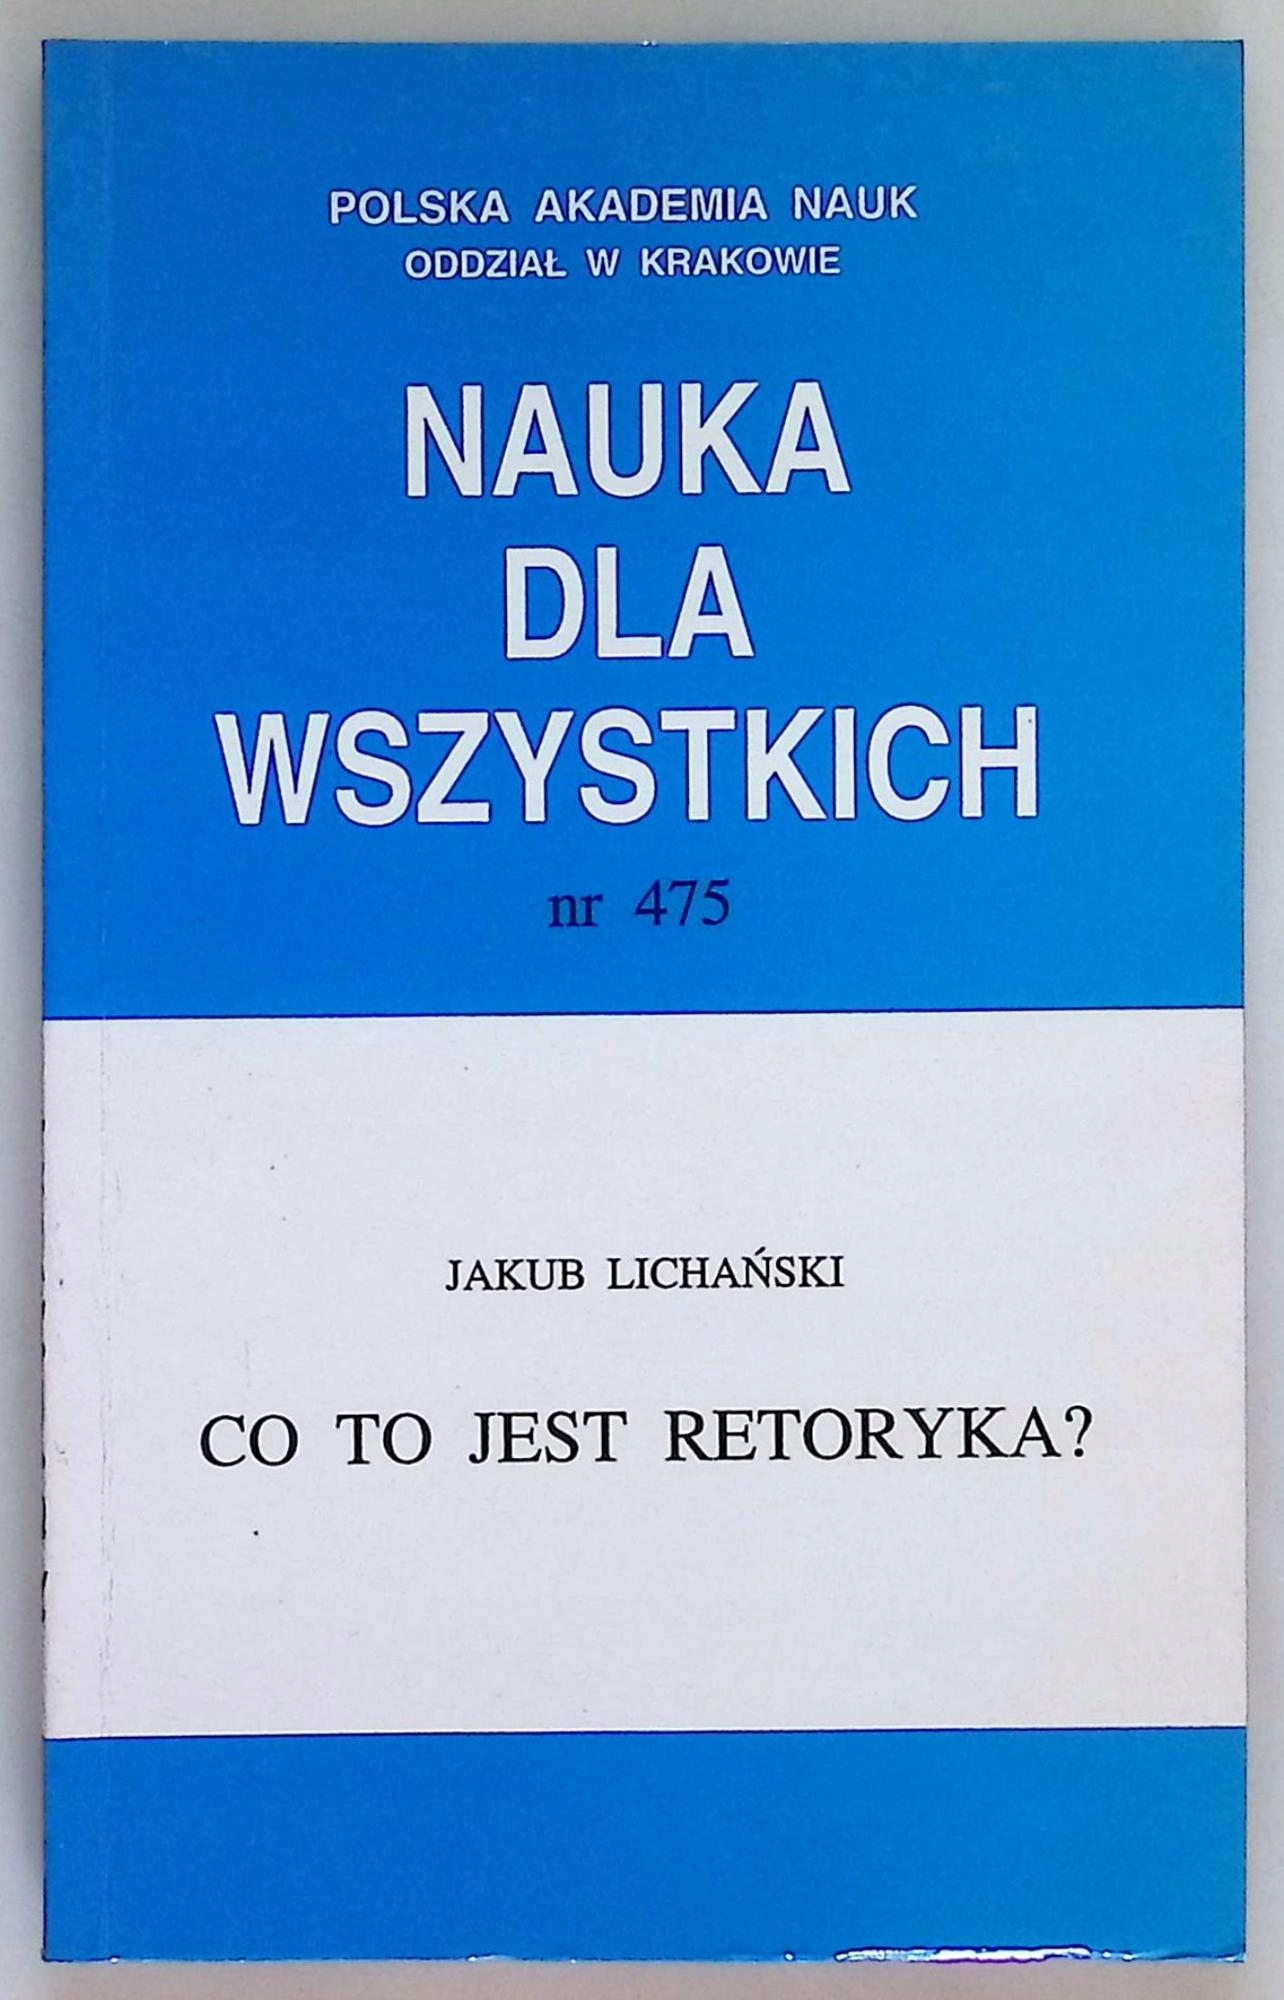 POLSKA AKADEMIA NAUK
ODDZIAŁ W KRAKOWIE
NAUKA
DLA
WSZYSTKICH
nr 475
JAKUB LICHAŃSKI
CO TO JEST RETORYKA?